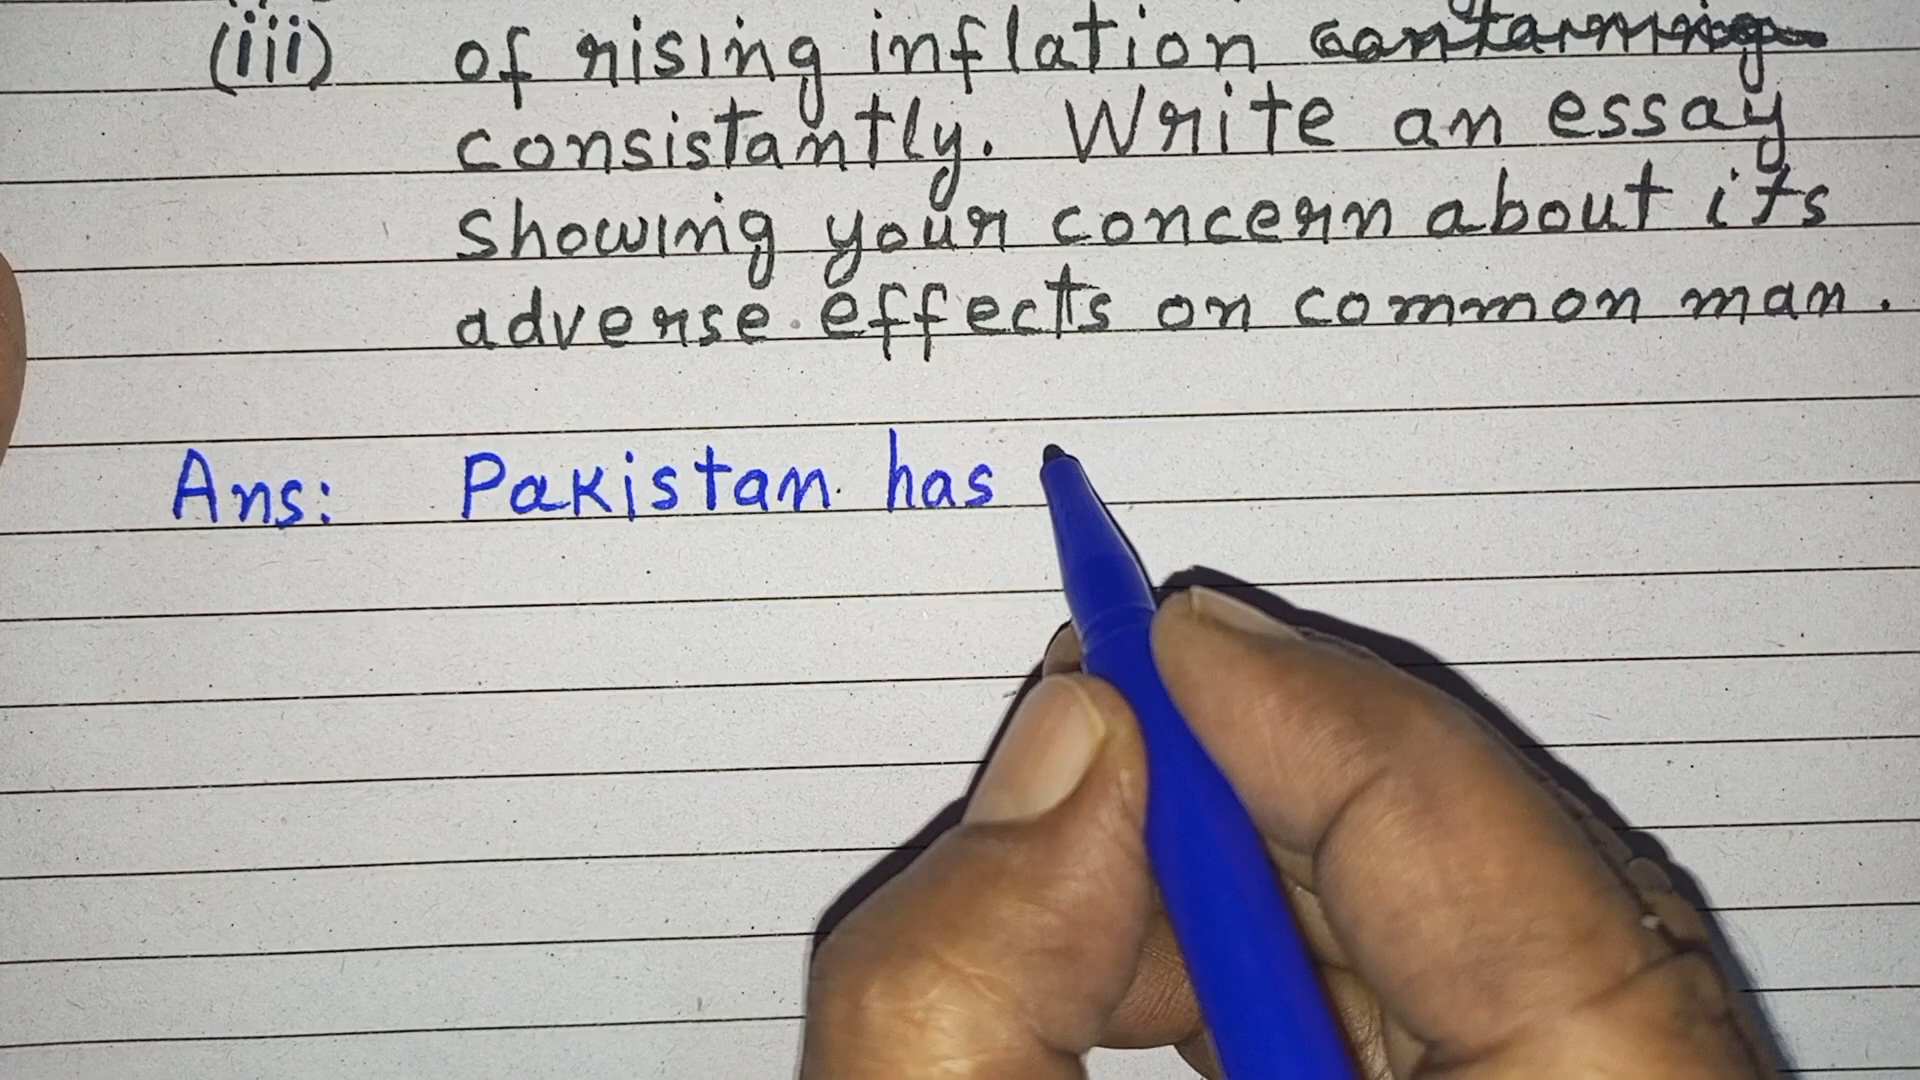 (iii) of rising inflation
consistantly. Write an essay
showing your concern about its
adverse effects on common man.
Ans: Pakistan has